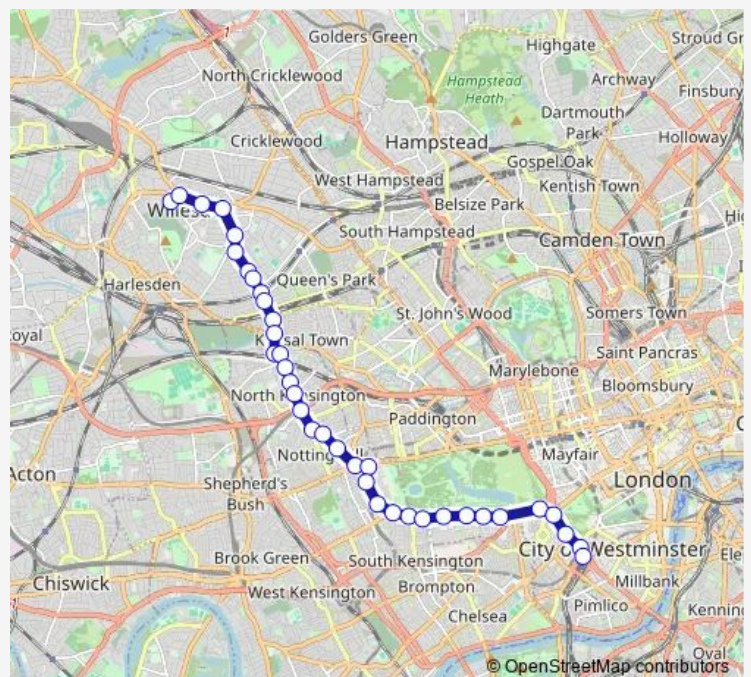 Golders Green
Highgate
Stroud Gr
North Cricklewood
Hampstead
Heath
Archway
Finsbury
Dartmouth
Park
Cricklewood
Hampstead
Holloway
Gospel Oak
West Hampstead
Kentish Town
Belsize Park
South Hampstead
Camden Town
Harlesden
Queen's Park
St. John's Wood
Somers Town
Saint Pancras
Marylebone
Bloomsbury
Paddington
Mayfair
Acton
Shepherd's
Bush
London
City of Westminster
Brook Green
South Kensington
Chiswick
West Kensington
Brompton
Millbank
Pimlico
Chelsea
Oval
© OpenStreetMap contributors